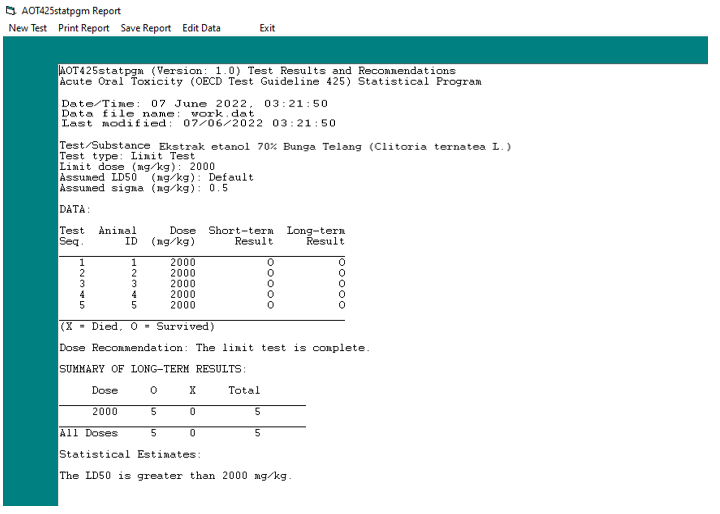 AOT425statpgm Report
New Test Print Report Save Report Edit Data Exit
AOT425statpgm (Version: 1.0) Test Results and Recommendations
Acute Oral Toxicity (OECD Test Guideline 425) Statistical Program
Date/Time: 07 June 2022, 03:21:50
Data file name: work.dat
Last modified: 07/06/2022 03:21:50
Test/Substance Ekstrak etanol 70% Bunga Telang (Clitoria ternatea L.)
Test type: Limit Test
Limit dose (mg/kg): 2000
Assumed LD50 (mg/kg): Default
Assumed sigma (mg/kg): 0.5
DATA:
Test Animal Dose Short-term Long-term
Seq. ID (mg/kg) Result Result
1 1 2000 O O
2 2 2000 O O
3 3 2000 O O
4 4 2000 O O
5 5 2000 O O
(X = Died, O = Survived)
Dose Recommendation: The limit test is complete.
SUMMARY OF LONG-TERM RESULTS:
Dose O X Total
2000 5 0 5
All Doses 5 0 5
Statistical Estimates:
The LD50 is greater than 2000 mg/kg.